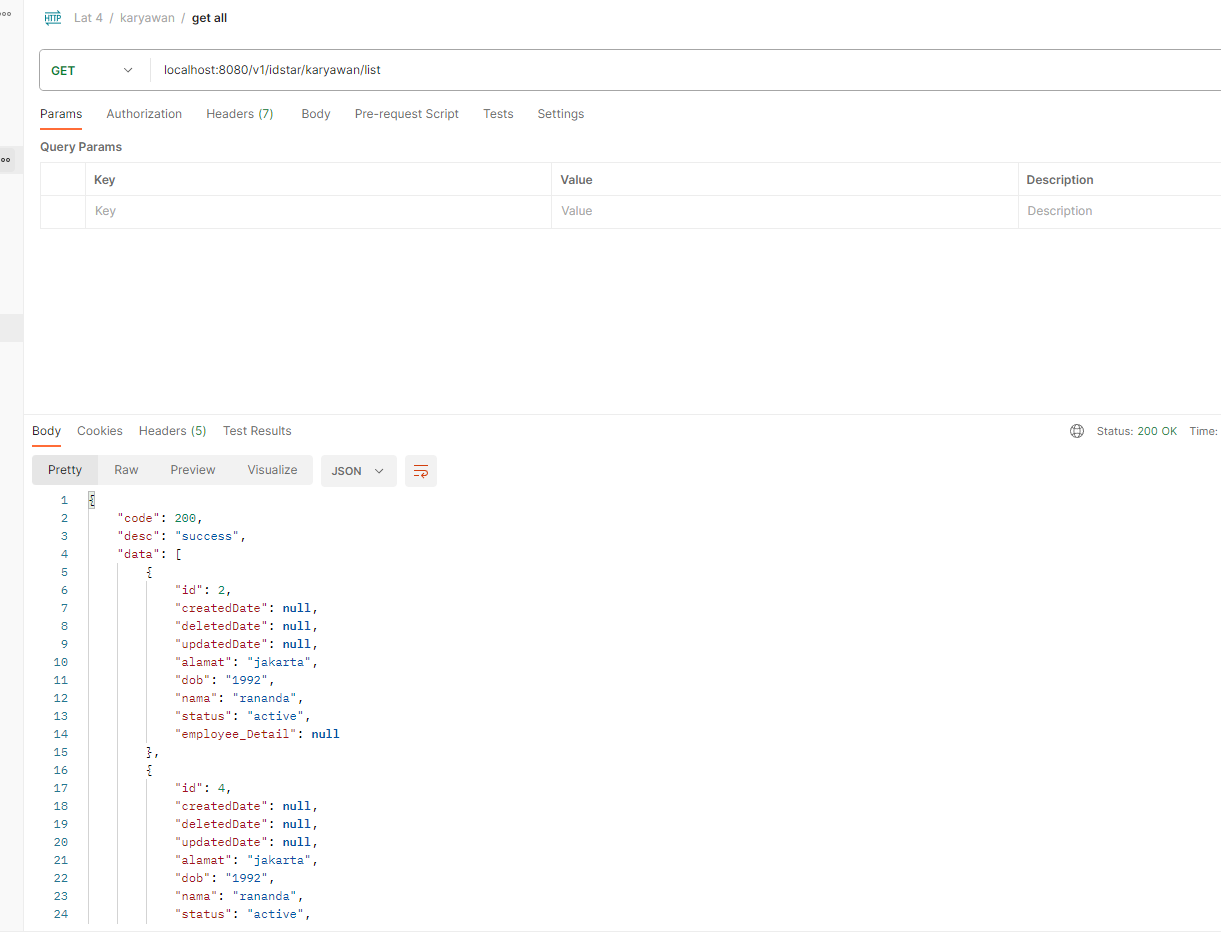 Lat 4 / karyawan / get all
GET localhost:8080/v1/idstar/karyawan/list
Params Authorization Headers (7) Body Pre-request Script Tests Settings
Query Params
Key Value Description
Key Value Description
Body Cookies Headers (5) Test Results Status: 200 OK Time:
Pretty Raw Preview Visualize JSON
1 {
2 "code": 200,
3 "desc": "success",
4 "data": [
5 {
6 "id": 2,
7 "createdDate": null,
8 "deletedDate": null,
9 "updatedDate": null,
10 "alamat": "jakarta",
11 "dob": "1992",
12 "nama": "rananda",
13 "status": "active",
14 "employee_Detail": null
15 },
16 {
17 "id": 4,
18 "createdDate": null,
19 "deletedDate": null,
20 "updatedDate": null,
21 "alamat": "jakarta",
22 "dob": "1992",
23 "nama": "rananda",
24 "status": "active",